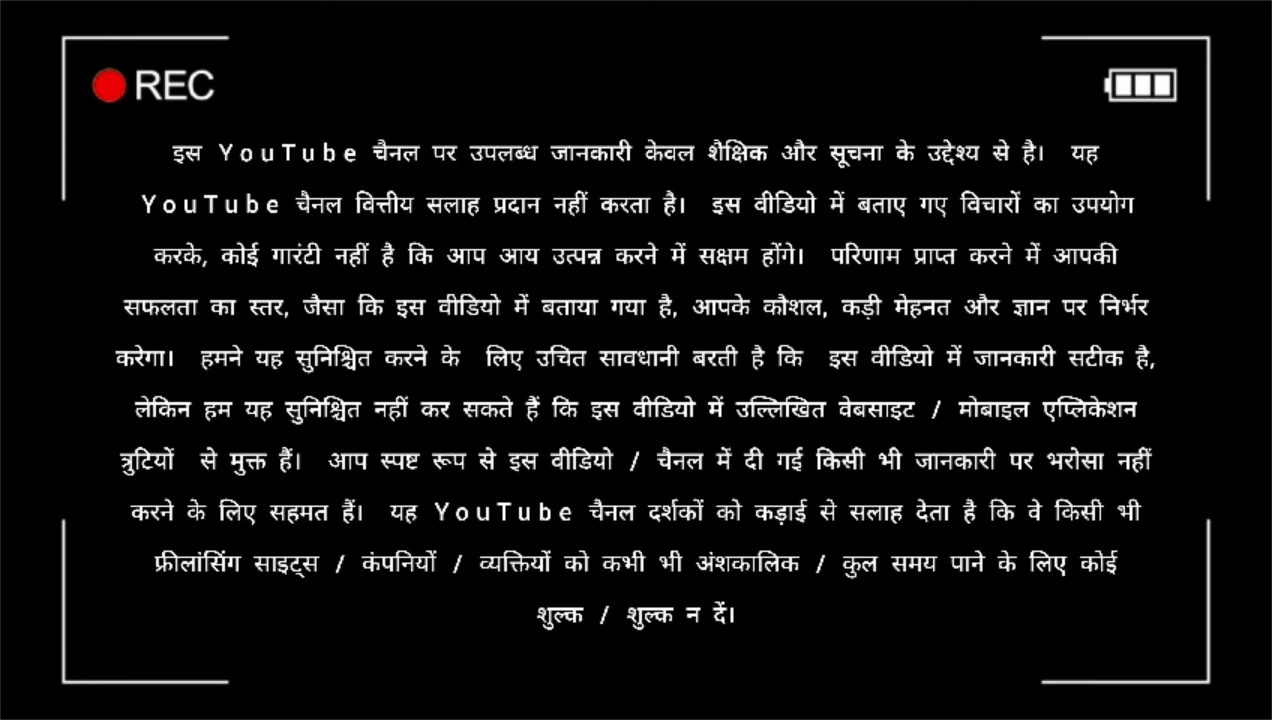 REC
इस YouTube चैनल पर उपलब्ध जानकारी केवल शैक्षिक और सूचना के उद्देश्य से है। यह
YouTube चैनल वित्तीय सलाह प्रदान नहीं करता है। इस वीडियो में बताए गए विचारों का उपयोग
करके, कोई गारंटी नहीं है कि आप आय उत्पन्न करने में सक्षम होंगे। परिणाम प्राप्त करने में आपकी
सफलता का स्तर, जैसा कि इस वीडियो में बताया गया है, आपके कौशल, कड़ी मेहनत और ज्ञान पर निर्भर
करेगा। हमने यह सुनिश्चित करने के लिए उचित सावधानी बरती है कि इस वीडियो में जानकारी सटीक है,
लेकिन हम यह सुनिश्चित नहीं कर सकते हैं कि इस वीडियो में उल्लिखित वेबसाइट / मोबाइल एप्लिकेशन
त्रुटियों से मुक्त हैं। आप स्पष्ट रूप से इस वीडियो / चैनल में दी गई किसी भी जानकारी पर भरोसा नहीं
करने के लिए सहमत हैं। यह YouTube चैनल दर्शकों को कड़ाई से सलाह देता है कि वे किसी भी
फ्रीलांसिंग साइट्स / कंपनियों / व्यक्तियों को कभी भी अंशकालिक / कुल समय पाने के लिए कोई
शुल्क / शुल्क न दें।